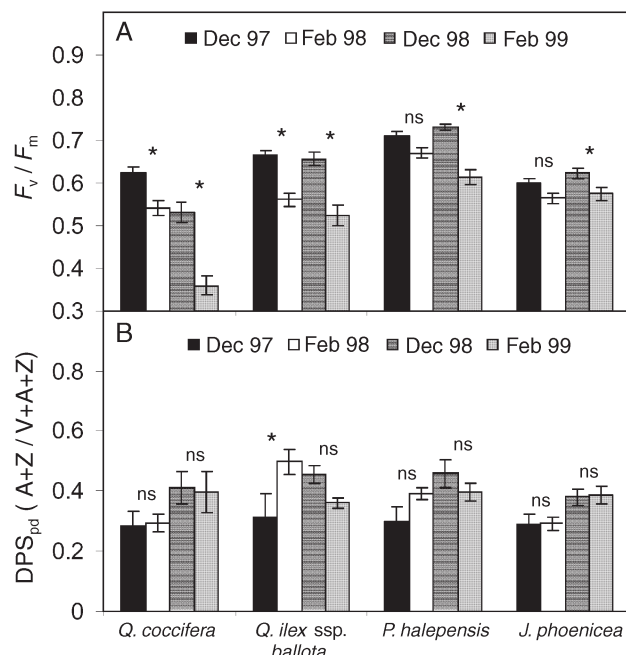 A
Dec 97 Feb 98 Dec 98 Feb 99
0.9
0.8
0.7
0.6
0.5
0.4
0.3
Fv / Fm
* * * * ns * ns *
B
Dec 97 Feb 98 Dec 98 Feb 99
0.8
0.6
0.4
0.2
0
DPSpd ( A+Z / V+A+Z)
ns ns * ns ns ns ns ns
Q. coccifera Q. ilex ssp. P. halepensis J. phoenicea
ballota